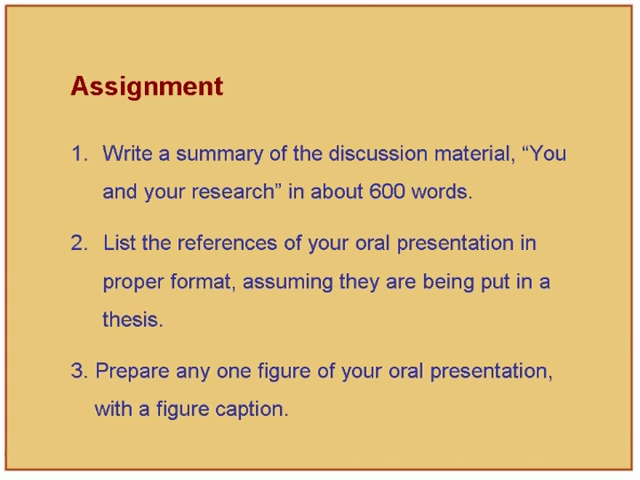 Assignment
1. Write a summary of the discussion material, “You
and your research” in about 600 words.
2. List the references of your oral presentation in
proper format, assuming they are being put in a
thesis.
3. Prepare any one figure of your oral presentation,
with a figure caption.